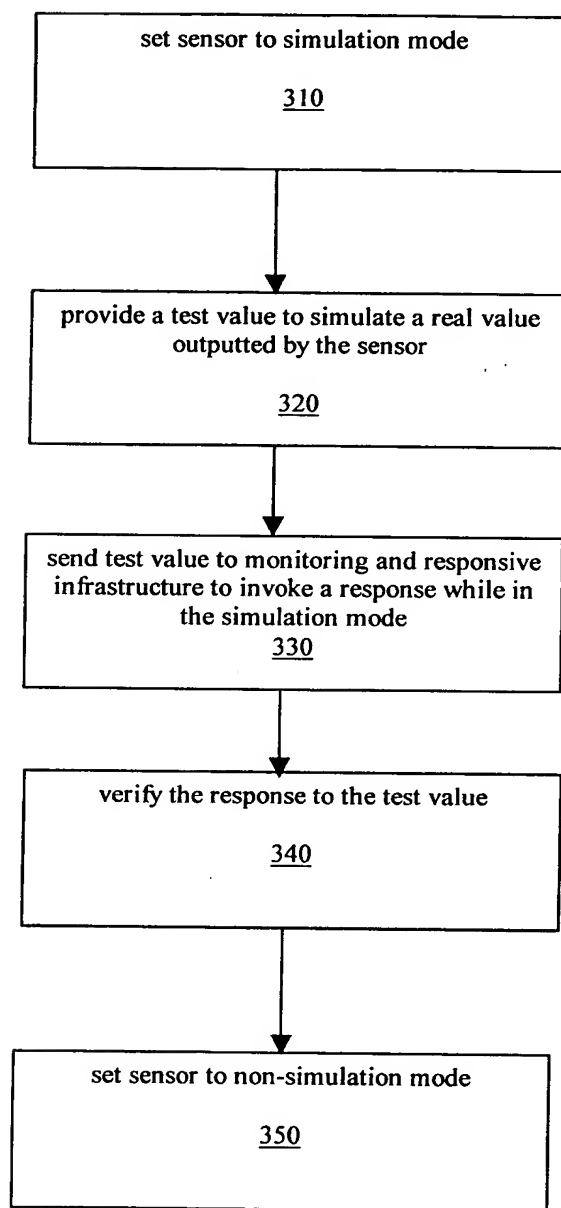 set sensor to simulation mode
310
provide a test value to simulate a real value
outputted by the sensor
320
send test value to monitoring and responsive
infrastructure to invoke a response while in
the simulation mode
330
verify the response to the test value
340
set sensor to non-simulation mode
350